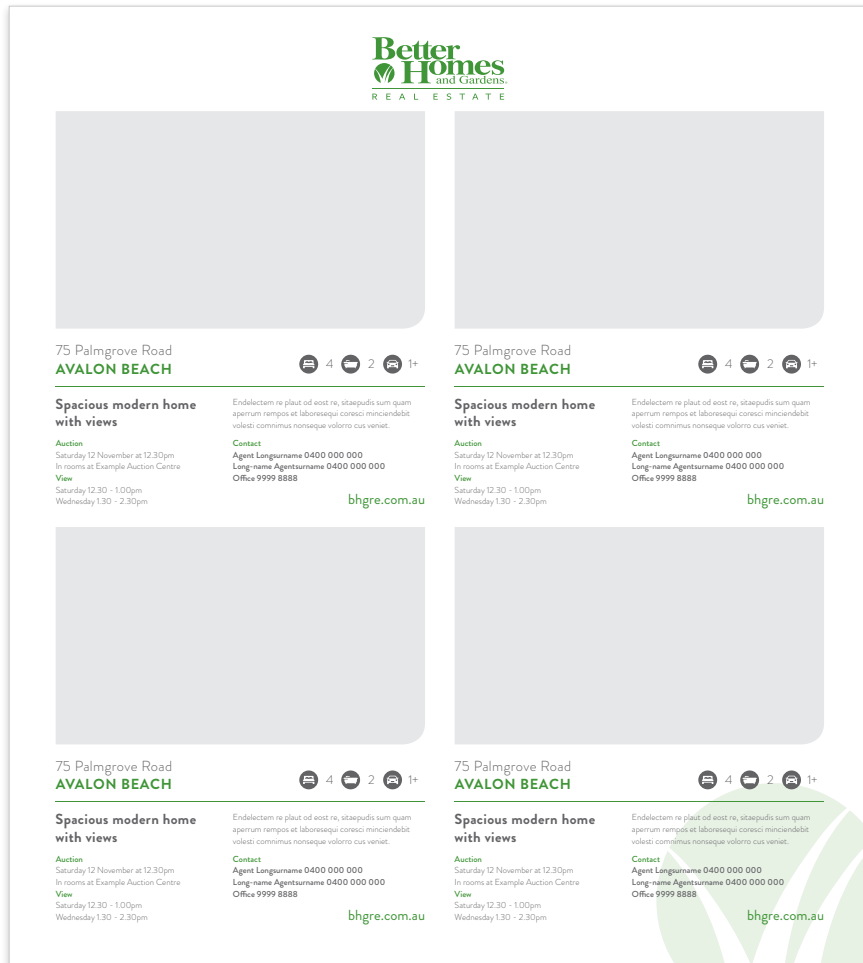 Better
Homes
and Gardens.
REAL ESTATE
75 Palmgrove Road
AVALON BEACH
4 2 1+
Spacious modern home
with views
Auction
Saturday 12 November at 12.30pm
In rooms at Example Auction Centre
View
Saturday 12.30 - 1.00pm
Wednesday 1.30 - 2.30pm
Endelectem re plaut od eost re, sitaepudis sum quam
aperrum rempos et laboresequi coresci minciendebit
volesti comnimus nonseque volorro cus veniet.
Contact
Agent Longsurname 0400 000 000
Long-name Agentsurname 0400 000 000
Office 9999 8888
bhgre.com.au
75 Palmgrove Road
AVALON BEACH
4 2 1+
Spacious modern home
with views
Auction
Saturday 12 November at 12.30pm
In rooms at Example Auction Centre
View
Saturday 12.30 - 1.00pm
Wednesday 1.30 - 2.30pm
Endelectem re plaut od eost re, sitaepudis sum quam
aperrum rempos et laboresequi coresci minciendebit
volesti comnimus nonseque volorro cus veniet.
Contact
Agent Longsurname 0400 000 000
Long-name Agentsurname 0400 000 000
Office 9999 8888
bhgre.com.au
75 Palmgrove Road
AVALON BEACH
4 2 1+
Spacious modern home
with views
Auction
Saturday 12 November at 12.30pm
In rooms at Example Auction Centre
View
Saturday 12.30 - 1.00pm
Wednesday 1.30 - 2.30pm
Endelectem re plaut od eost re, sitaepudis sum quam
aperrum rempos et laboresequi coresci minciendebit
volesti comnimus nonseque volorro cus veniet.
Contact
Agent Longsurname 0400 000 000
Long-name Agentsurname 0400 000 000
Office 9999 8888
bhgre.com.au
75 Palmgrove Road
AVALON BEACH
4 2 1+
Spacious modern home
with views
Auction
Saturday 12 November at 12.30pm
In rooms at Example Auction Centre
View
Saturday 12.30 - 1.00pm
Wednesday 1.30 - 2.30pm
Endelectem re plaut od eost re, sitaepudis sum quam
aperrum rempos et laboresequi coresci minciendebit
volesti comnimus nonseque volorro cus veniet.
Contact
Agent Longsurname 0400 000 000
Long-name Agentsurname 0400 000 000
Office 9999 8888
bhgre.com.au